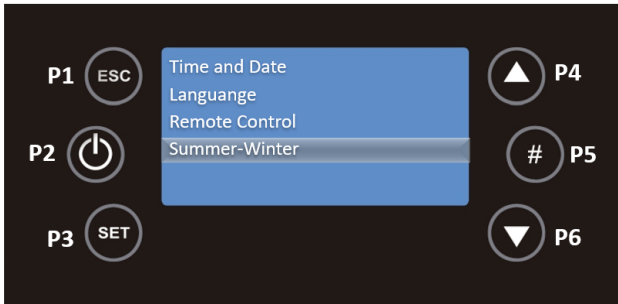 P1 ESC
Time and Date
Languange
Remote Control
Summer-Winter
P2
P3 SET
P4
# P5
P6